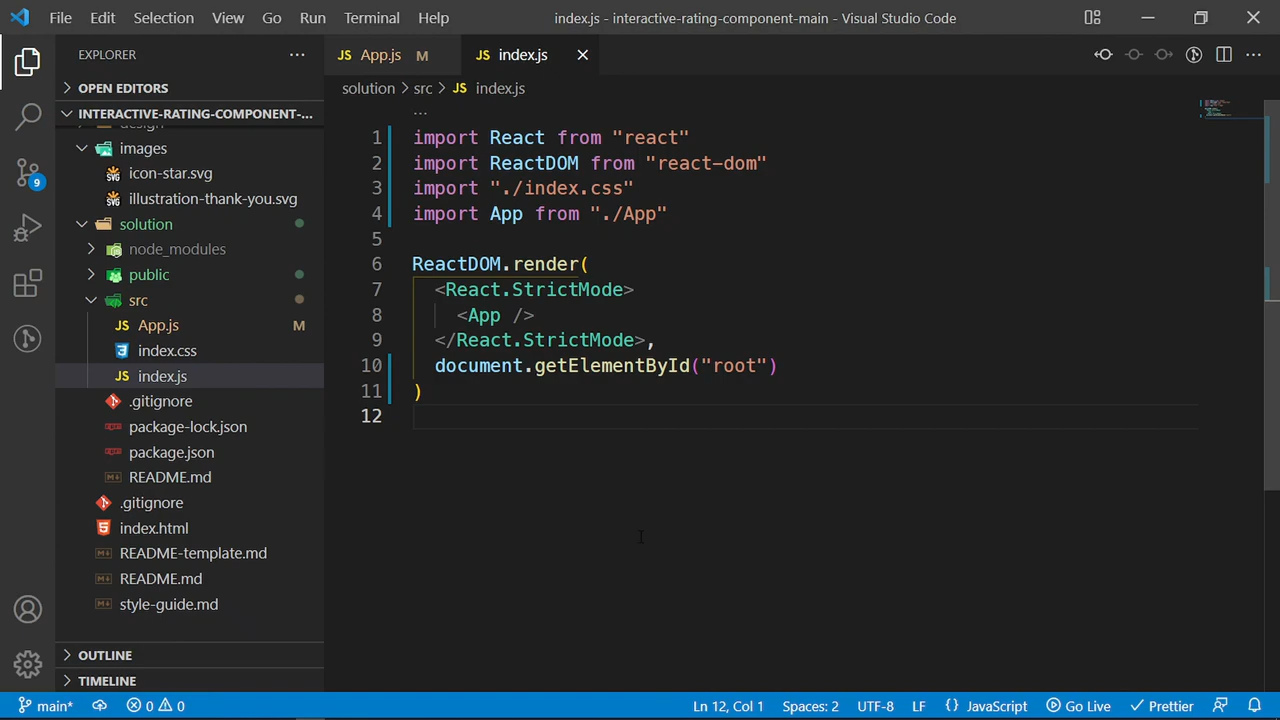 File Edit Selection View Go Run Terminal Help
index.js - interactive-rating-component-main - Visual Studio Code
EXPLORER
OPEN EDITORS
INTERACTIVE-RATING-COMPONENT-...
design
images
icon-star.svg
illustration-thank-you.svg
solution
node_modules
public
src
JS App.js M
index.css
JS index.js
.gitignore
package-lock.json
package.json
README.md
.gitignore
index.html
README-template.md
README.md
style-guide.md
OUTLINE
TIMELINE
9
JS App.js M
JS index.js
solution > src > JS index.js
...
1 import React from "react"
2 import ReactDOM from "react-dom"
3 import "./index.css"
4 import App from "./App"
5
6 ReactDOM.render(
7 <React.StrictMode>
8 <App />
9 </React.StrictMode>,
10 document.getElementById("root")
11 )
12
main* 0 0 Ln 12, Col 1 Spaces: 2 UTF-8 LF {} JavaScript Go Live Prettier